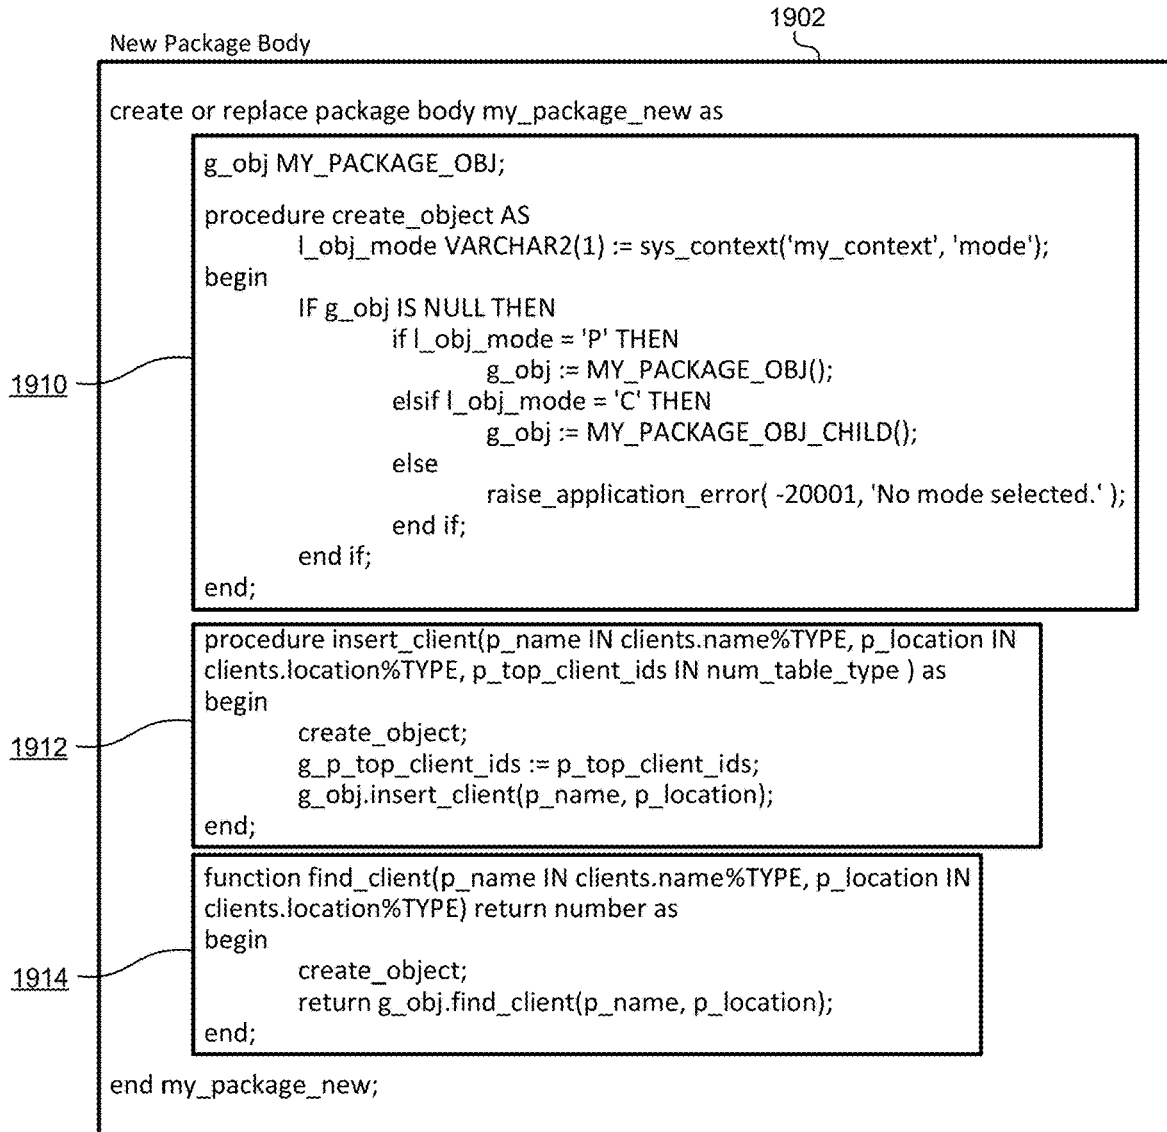 1902
New Package Body
create or replace package body my_package_new as
g_obj MY_PACKAGE_OBJ;
procedure create_object AS
l_obj_mode VARCHAR2(1) := sys_context('my_context', 'mode');
begin
IF g_obj IS NULL THEN
if l_obj_mode = 'P' THEN
g_obj := MY_PACKAGE_OBJ();
elsif l_obj_mode = 'C' THEN
g_obj := MY_PACKAGE_OBJ_CHILD();
else
raise_application_error( -20001, 'No mode selected.‘ );
end if;
end if;
end;
1910
procedure insert_client(p_name IN clients.name%TYPE, p_location IN
clients.location%TYPE, p_top_client_ids IN num_table_type ) as
begin
create_object;
g_p_top_client_ids := p_top_client_ids;
g_obj.insert_client(p_name, p_location);
end;
1912
function find_client(p_name IN clients.name%TYPE, p_location IN
clients.location%TYPE) return number as
begin
create_object;
return g_obj.find_client(p_name, p_location);
end;
1914
end my_package_new;